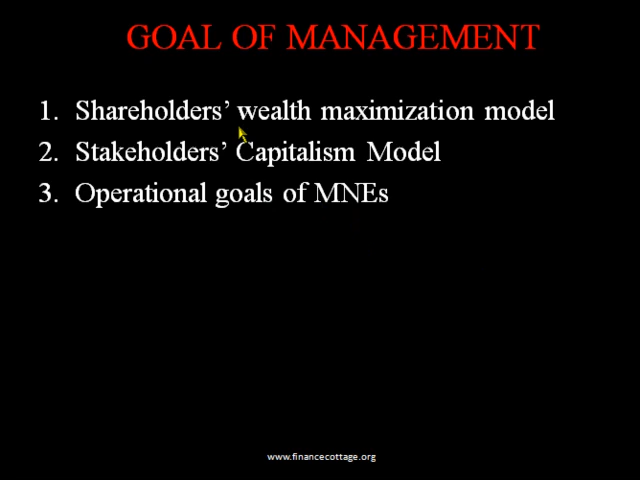 GOAL OF MANAGEMENT
1. Shareholders’ wealth maximization model
2. Stakeholders’ Capitalism Model
3. Operational goals of MNEs
www.financecottage.org